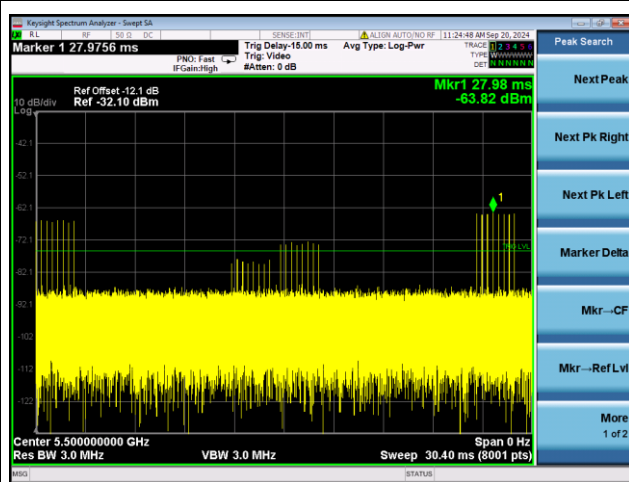 Keysight Spectrum Analyzer - Swept SA
RL RF 50 Ω DC SENSE:INT ALIGN AUTO/NO RF 11:24:48 AM Sep 20, 2024
Marker 1 27.9756 ms
PNO: Fast
IFGain:High
Trig Delay-15.00 ms
Trig: Video
#Atten: 0 dB
Avg Type: Log-Pwr
TRACE 1 2 3 4 5 6
TYPE WWWWWW
DET N N N N N N
Mkr1 27.98 ms
-63.82 dBm
Ref Offset -12.1 dB
10 dB/div Ref -32.10 dBm
Log
-42.1
-52.1
-62.1
1
-72.1
TRIG LVL
-82.1
-92.1
-102
-112
-122
Center 5.500000000 GHz Span 0 Hz
Res BW 3.0 MHz VBW 3.0 MHz Sweep 30.40 ms (8001 pts)
MSG STATUS
Peak Search
Next Peak
Next Pk Right
Next Pk Left
Marker Delta
Mkr→CF
Mkr→Ref Lvl
More
1 of 2